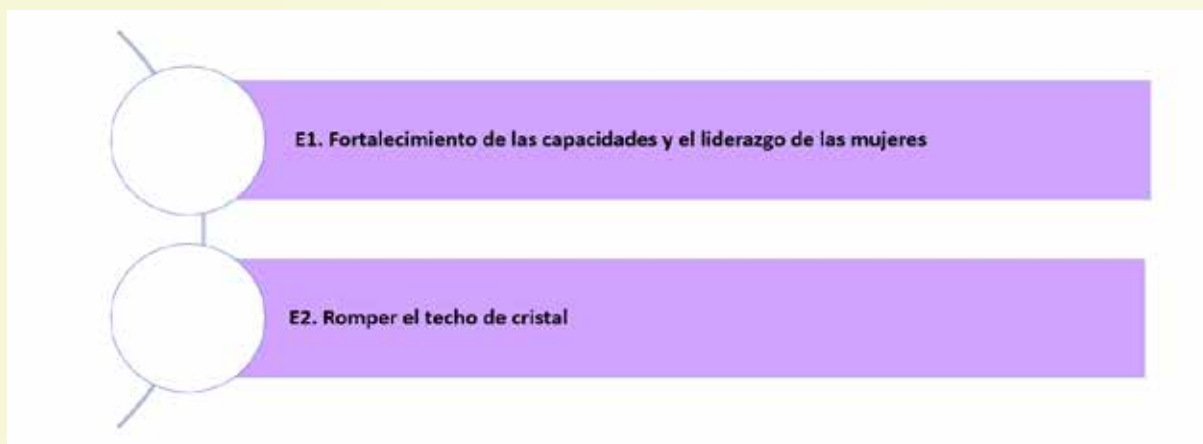 E1. Fortalecimiento de las capacidades y el liderazgo de las mujeres
E2. Romper el techo de cristal